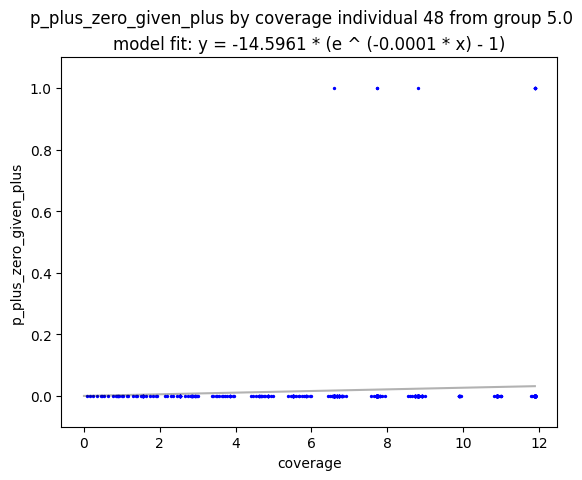 p_plus_zero_given_plus by coverage individual 48 from group 5.0
model fit: y = -14.5961 * (e ^ (-0.0001 * x) - 1)
1.0
0.8
0.6
0.4
0.2
0.0
p_plus_zero_given_plus
0 2 4 6 8 10 12
coverage